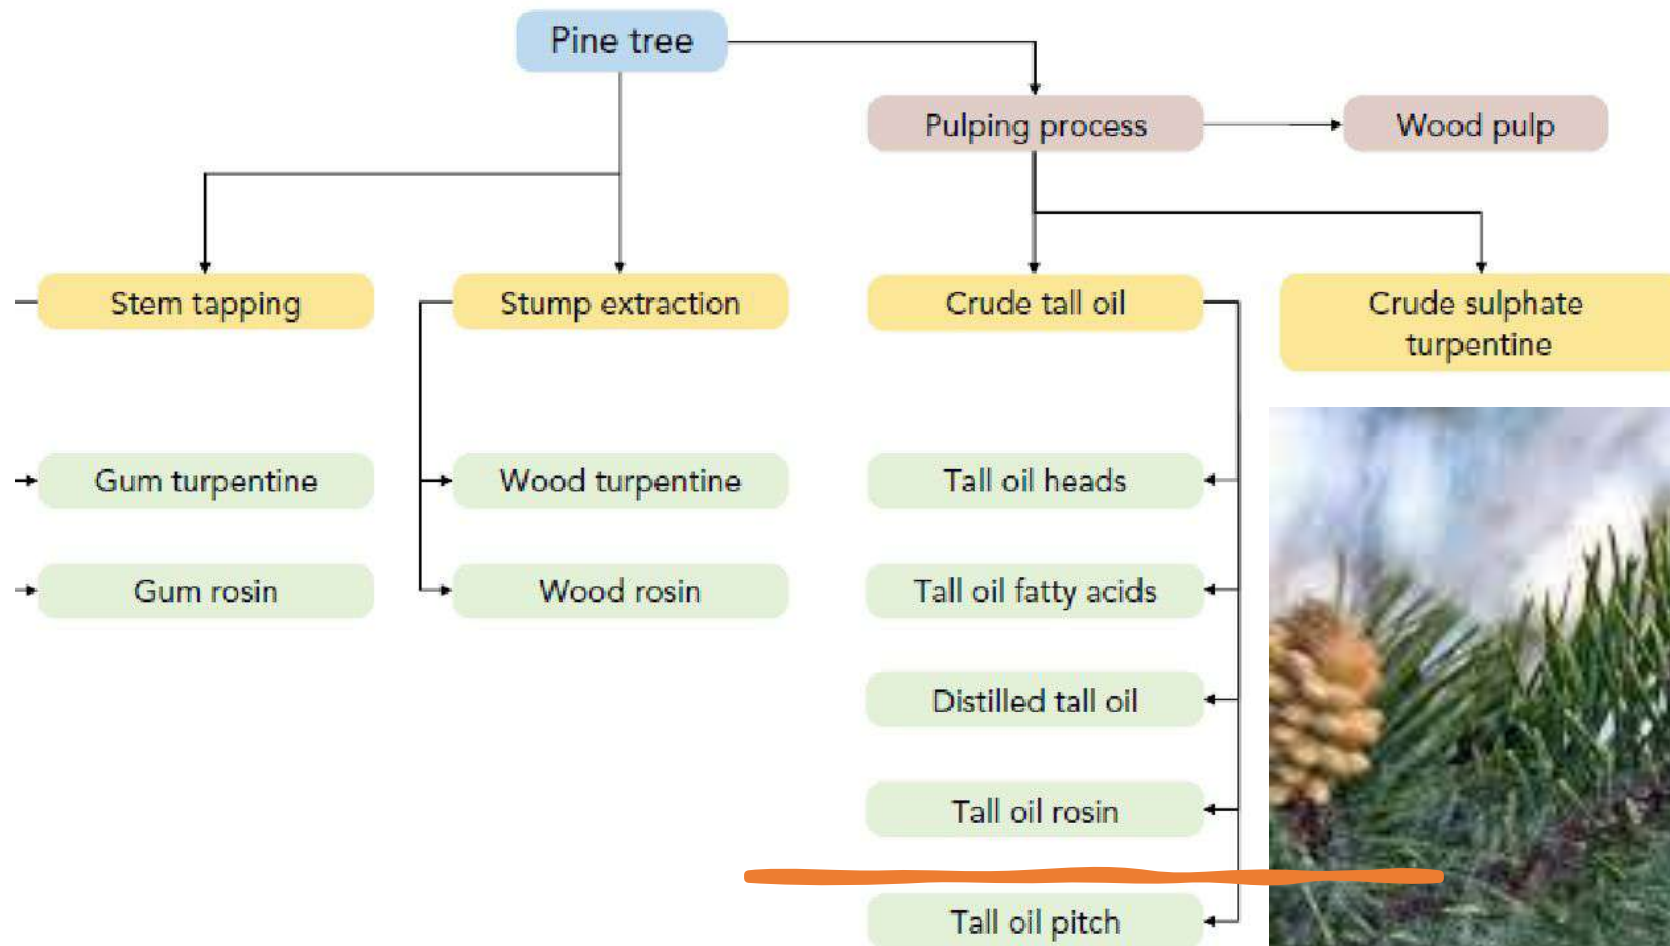 Pine tree
Pulping process
Wood pulp
Stem tapping
Stump extraction
Crude tall oil
Crude sulphate
turpentine
Gum turpentine
Wood turpentine
Tall oil heads
Gum rosin
Wood rosin
Tall oil fatty acids
Distilled tall oil
Tall oil rosin
Tall oil pitch